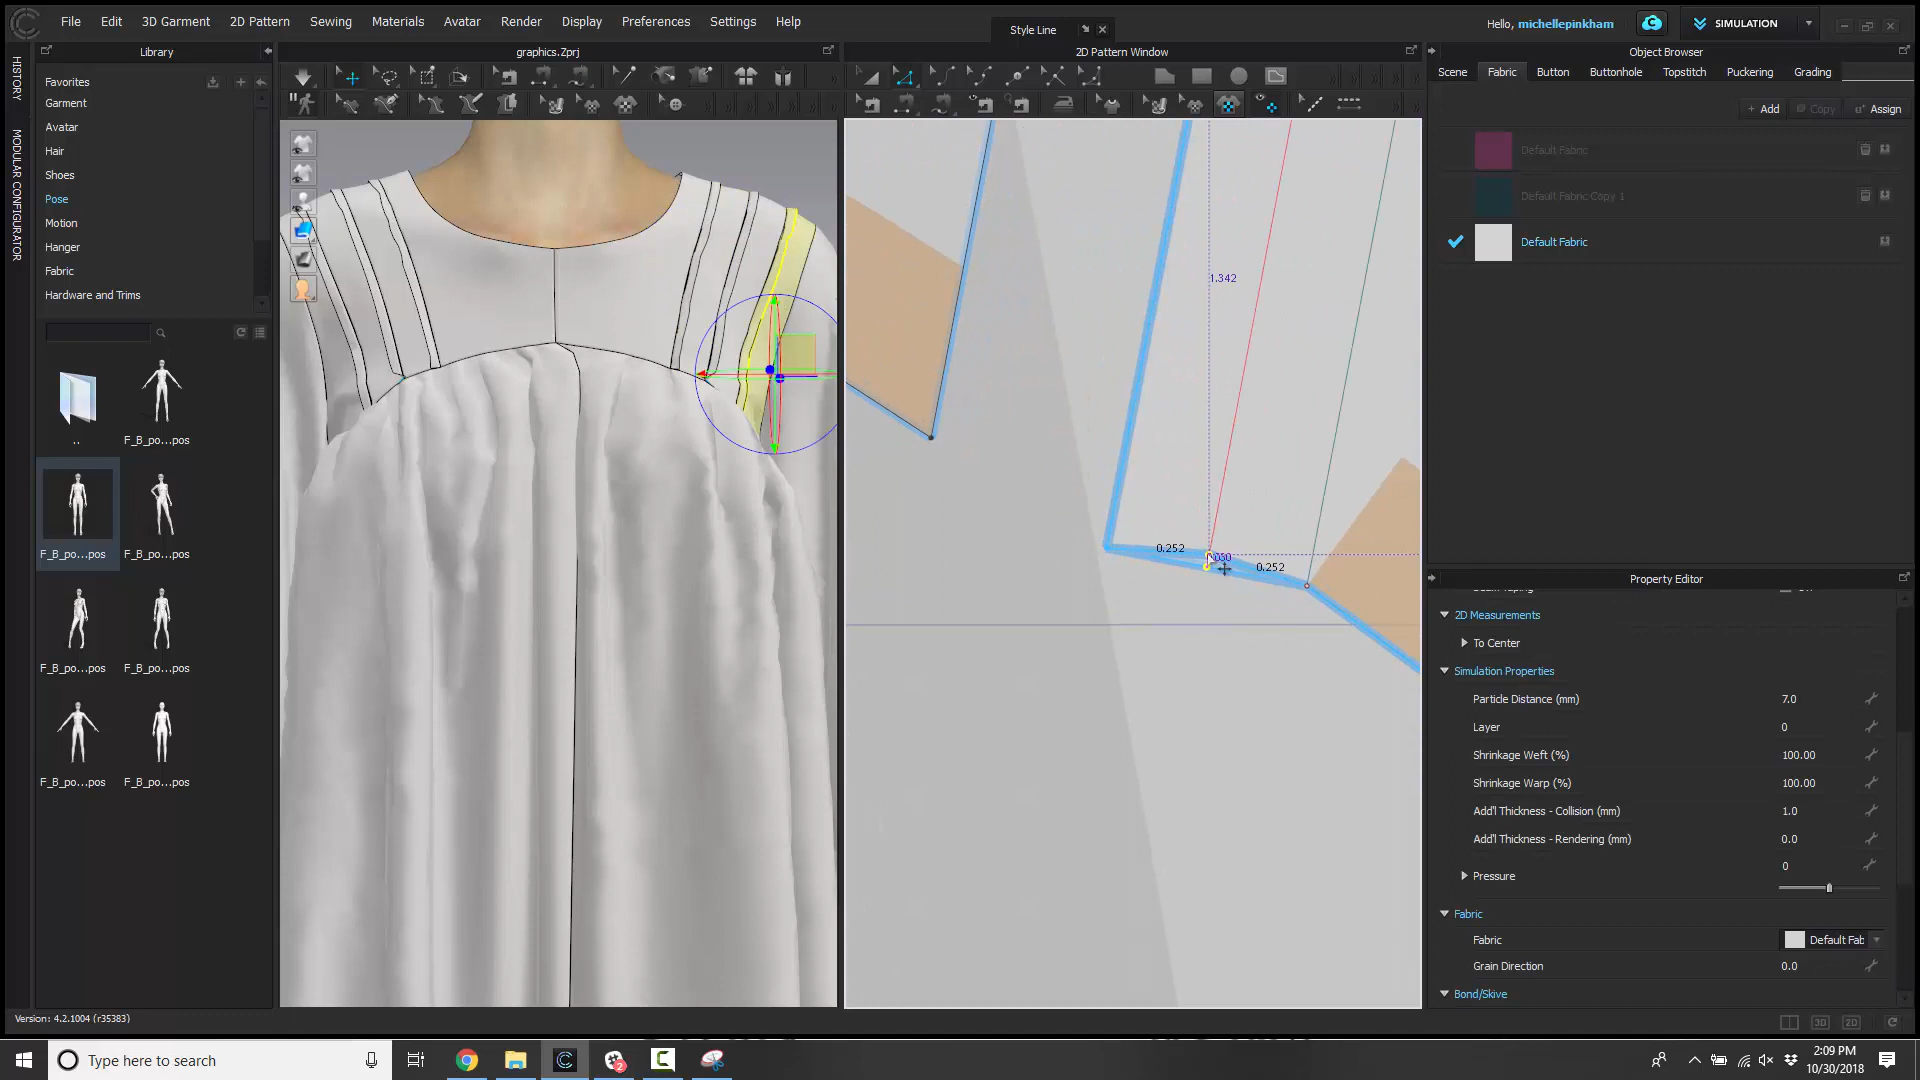 File Edit 3D Garment 2D Pattern Sewing Materials Avatar Render Display Preferences Settings Help
Style Line
Hello, michellepinkham
SIMULATION
HISTORY
MODULAR CONFIGURATOR
Library
Favorites
Garment
Avatar
Hair
Shoes
Pose
Motion
Hanger
Fabric
Hardware and Trims
..
F_B_po...pos
F_B_po...pos
F_B_po...pos
F_B_po...pos
F_B_po...pos
F_B_po...pos
F_B_po...pos
Version: 4.2.1004 (r35383)
graphics.Zprj
2D Pattern Window
1.342
0.252
0.252
Object Browser
Scene Fabric Button Buttonhole Topstitch Puckering Grading
+ Add Copy Assign
Default Fabric
Default Fabric Copy 1
Default Fabric
Property Editor
2D Measurements
To Center
Simulation Properties
Particle Distance (mm) 7.0
Layer 0
Shrinkage Weft (%) 100.00
Shrinkage Warp (%) 100.00
Add'l Thickness - Collision (mm) 1.0
Add'l Thickness - Rendering (mm) 0.0
Pressure 0
Fabric
Fabric Default Fab
Grain Direction 0.0
Bond/Skive
3D 2D
Type here to search
2
2:09 PM
10/30/2018